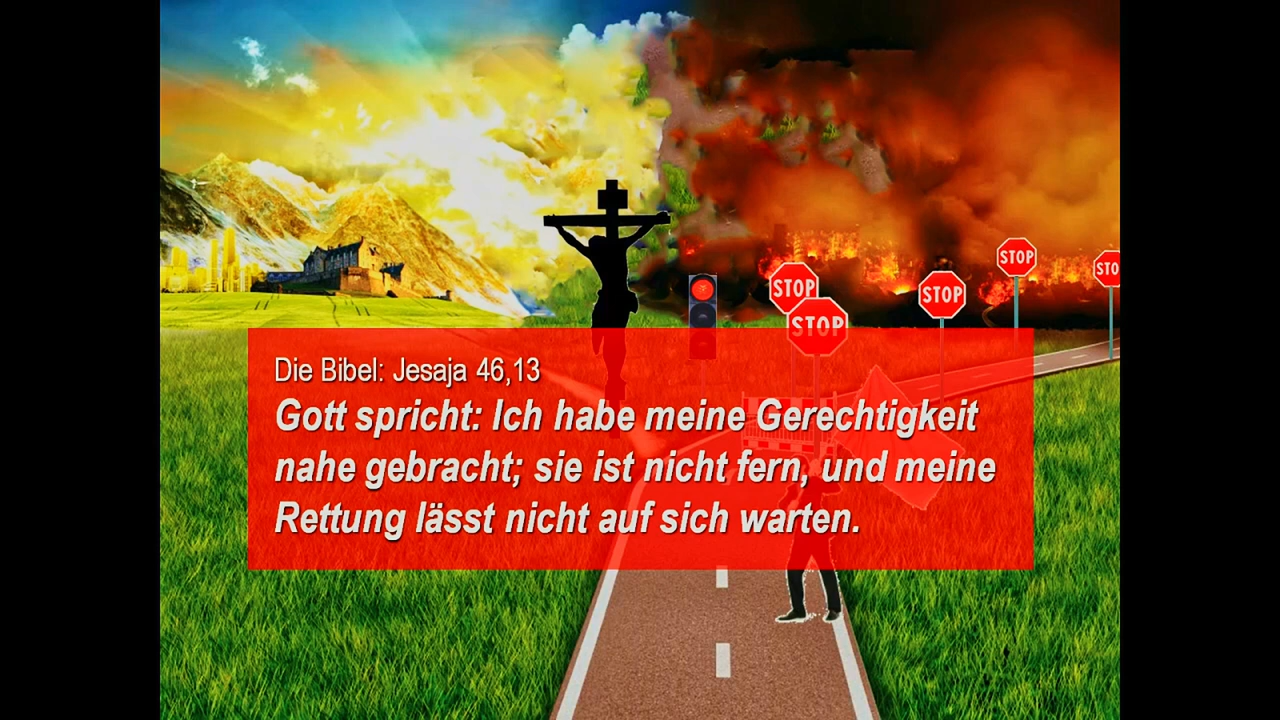 STOP
STOP
STOP
STOP
STO
Die Bibel: Jesaja 46,13
Gott spricht: Ich habe meine Gerechtigkeit
nahe gebracht; sie ist nicht fern, und meine
Rettung lässt nicht auf sich warten.